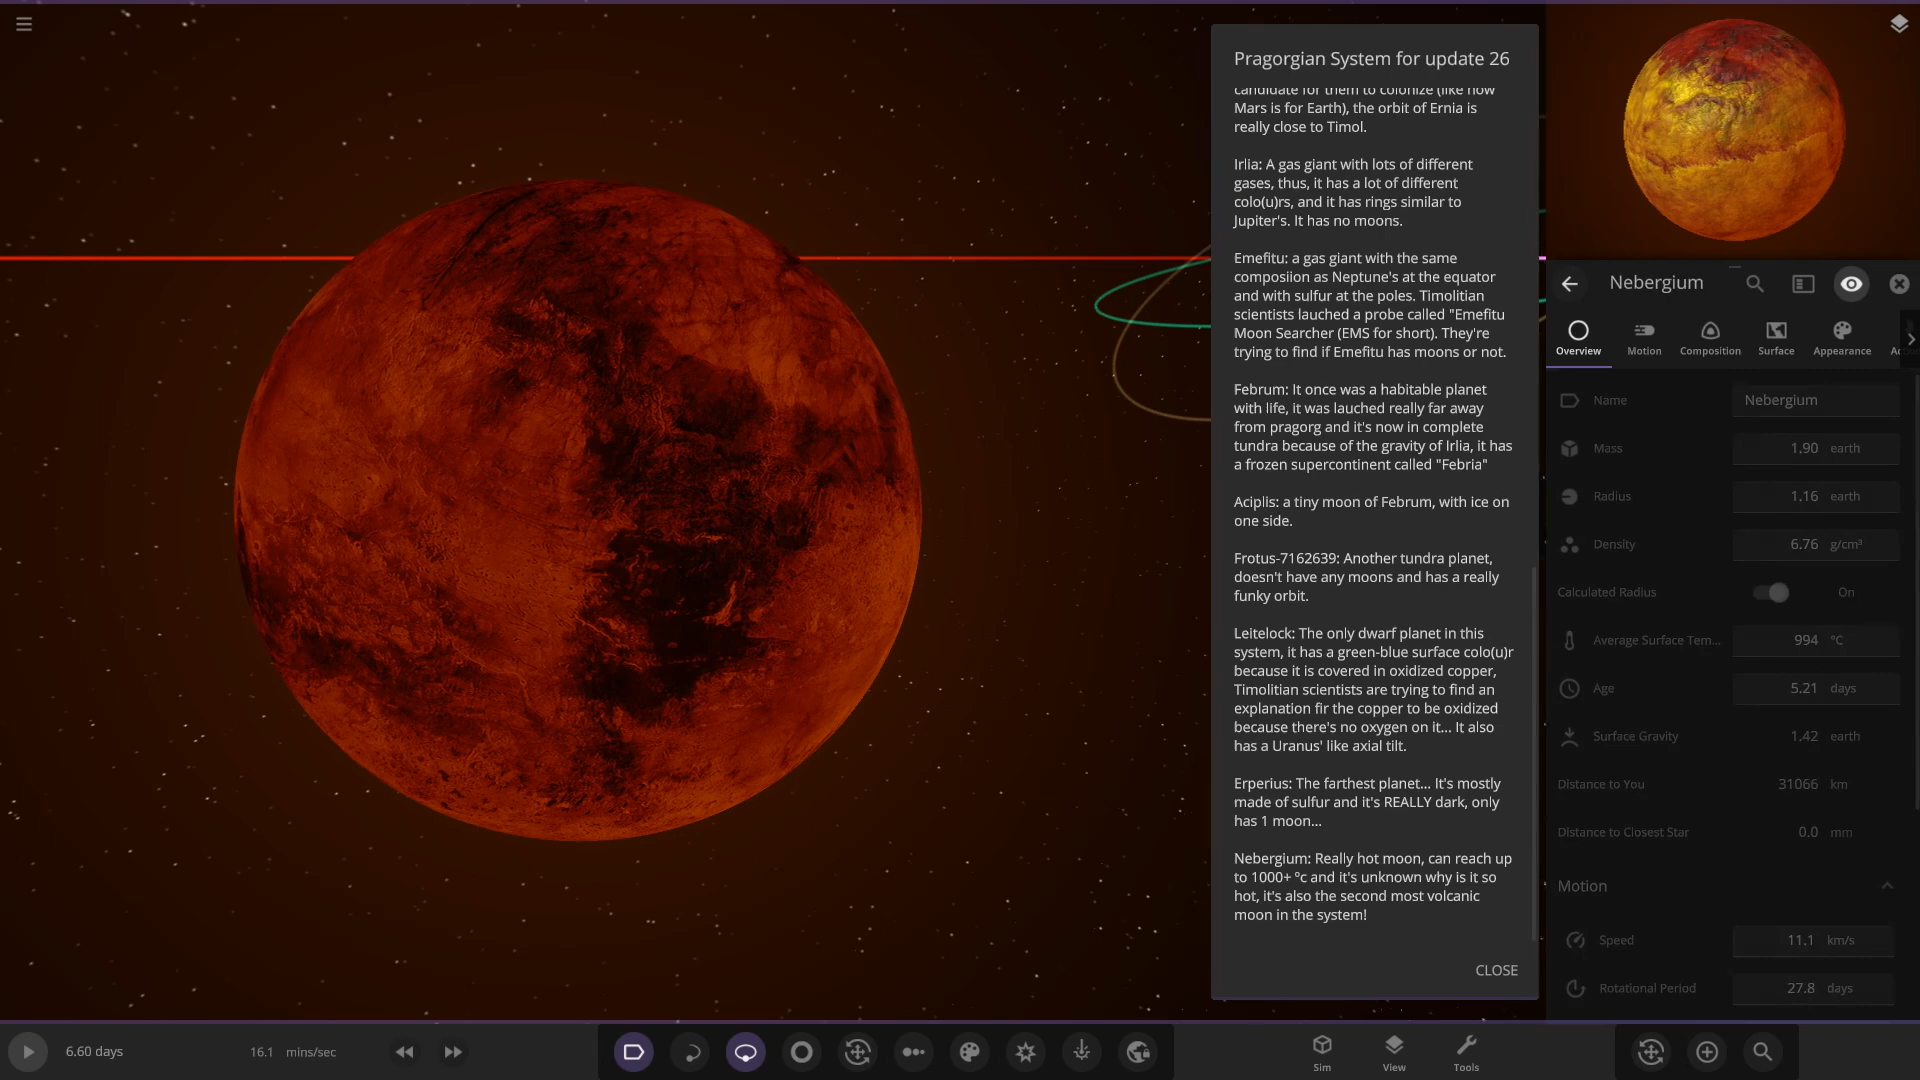 Pragorgian System for update 26
candidate for them to colonize (like how
Mars is for Earth), the orbit of Ernia is
really close to Timol.
Irlia: A gas giant with lots of different
gases, thus, it has a lot of different
colo(u)rs, and it has rings similar to
Jupiter's. It has no moons.
Emefitu: a gas giant with the same
composiion as Neptune's at the equator
and with sulfur at the poles. Timolitian
scientists lauched a probe called "Emefitu
Moon Searcher (EMS for short). They're
trying to find if Emefitu has moons or not.
Februm: It once was a habitable planet
with life, it was lauched really far away
from pragorg and it's now in complete
tundra because of the gravity of Irlia, it has
a frozen supercontinent called "Febria"
Aciplis: a tiny moon of Februm, with ice on
one side.
Frotus-7162639: Another tundra planet,
doesn't have any moons and has a really
funky orbit.
Leitelock: The only dwarf planet in this
system, it has a green-blue surface colo(u)r
because it is covered in oxidized copper,
Timolitian scientists are trying to find an
explanation fir the copper to be oxidized
because there's no oxygen on it... It also
has a Uranus' like axial tilt.
Erperius: The farthest planet... It's mostly
made of sulfur and it's REALLY dark, only
has 1 moon...
Nebergium: Really hot moon, can reach up
to 1000+ ºc and it's unknown why is it so
hot, it's also the second most volcanic
moon in the system!
CLOSE
Nebergium
Overview Motion Composition Surface Appearance Ac
Name Nebergium
Mass 1.90 earth
Radius 1.16 earth
Density 6.76 g/cm³
Calculated Radius On
Average Surface Tem... 994 °C
Age 5.21 days
Surface Gravity 1.42 earth
Distance to You 31066 km
Distance to Closest Star 0.0 mm
Motion
Speed 11.1 km/s
Rotational Period 27.8 days
6.60 days 16.1 mins/sec Sim View Tools